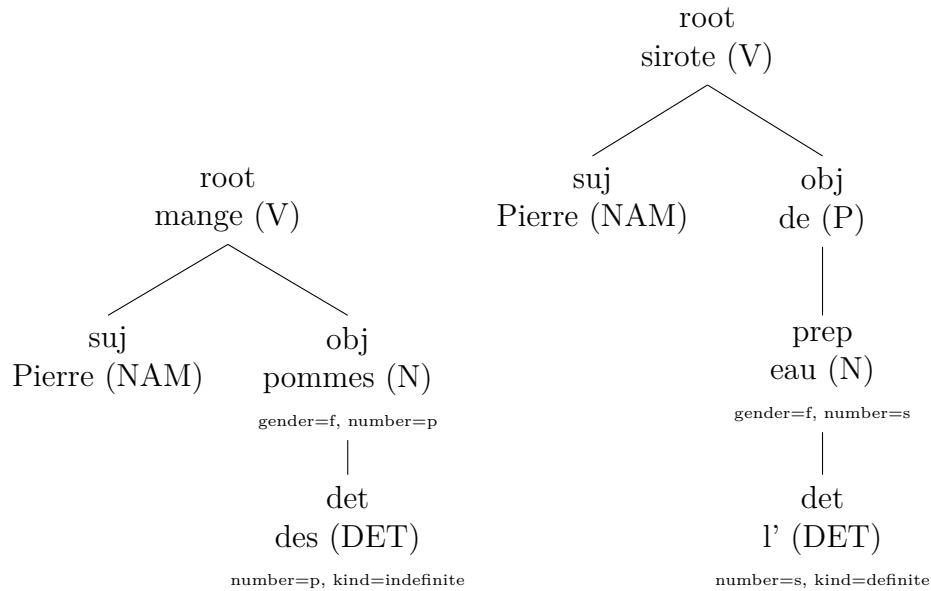 root
mange (V)
suj
Pierre (NAM)
obj
pommes (N)
gender=f, number=p
det
des (DET)
number=p, kind=indefinite
root
sirote (V)
suj
Pierre (NAM)
obj
de (P)
prep
eau (N)
gender=f, number=s
det
l' (DET)
number=s, kind=definite